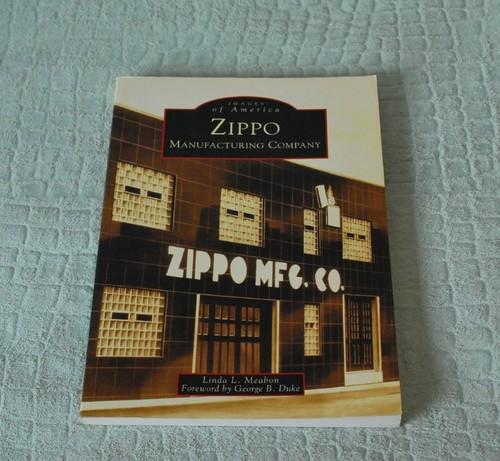 IMAGES
of America
ZIPPO
MANUFACTURING COMPANY
ZIPPO MFG. CO.
Linda L. Meabon
Foreword by George B. Duke